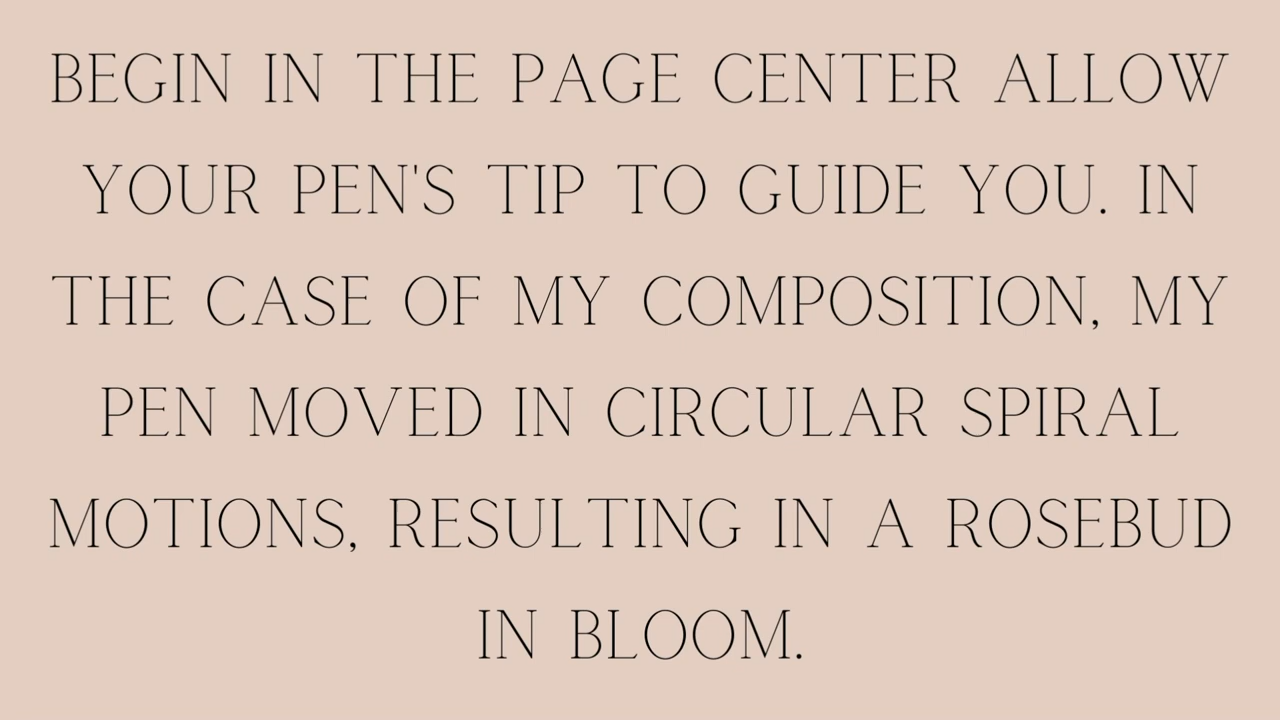 BEGIN IN THE PAGE CENTER ALLOW
YOUR PEN'S TIP TO GUIDE YOU. IN
THE CASE OF MY COMPOSITION, MY
PEN MOVED IN CIRCULAR SPIRAL
MOTIONS, RESULTING IN A ROSEBUD
IN BLOOM.